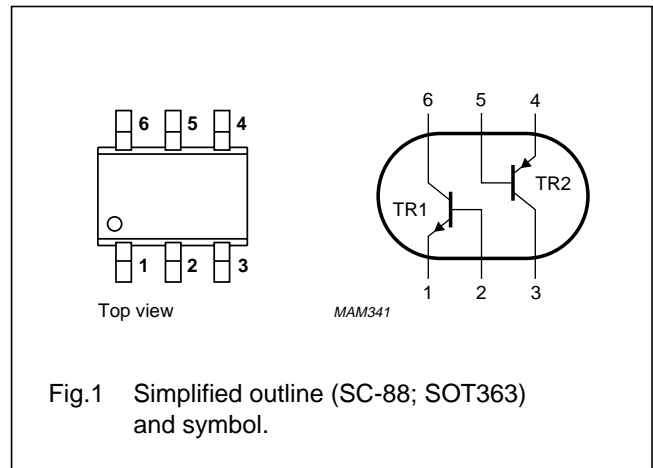 6 5 4
6 5 4
TR2
TR1
1 2 3
1 2 3
Top view
MAM341
Fig.1 Simplified outline (SC-88; SOT363)
and symbol.